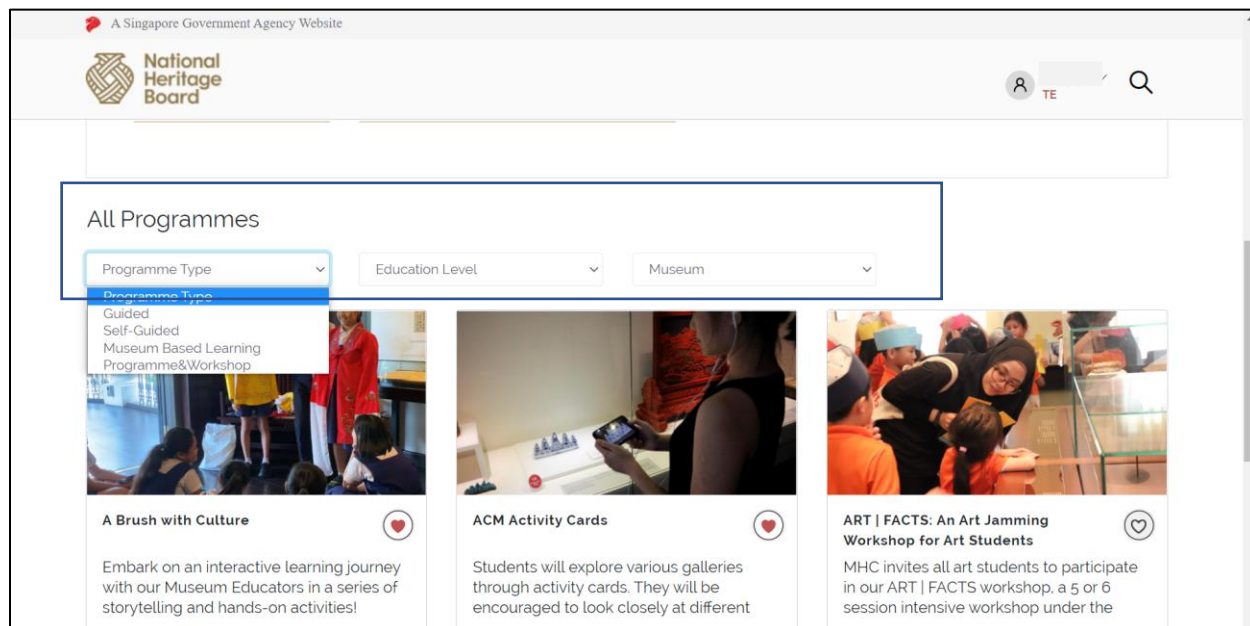 A Singapore Government Agency Website
National
Heritage
Board
TE
All Programmes
Programme Type
Education Level
Museum
Programme Type
Guided
Self-Guided
Museum Based Learning
Programme&Workshop
A Brush with Culture
Embark on an interactive learning journey
with our Museum Educators in a series of
storytelling and hands-on activities!
ACM Activity Cards
Students will explore various galleries
through activity cards. They will be
encouraged to look closely at different
ART | FACTS: An Art Jamming
Workshop for Art Students
MHC invites all art students to participate
in our ART | FACTS workshop, a 5 or 6
session intensive workshop under the